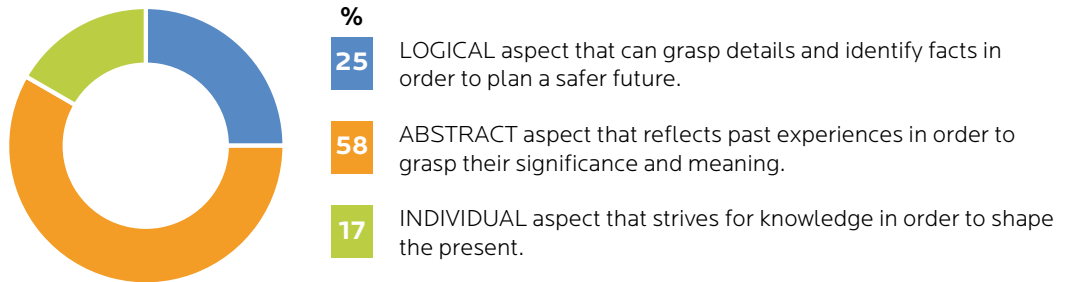 %
25
LOGICAL aspect that can grasp details and identify facts in
order to plan a safer future.
58
ABSTRACT aspect that reflects past experiences in order to
grasp their significance and meaning.
17
INDIVIDUAL aspect that strives for knowledge in order to shape
the present.